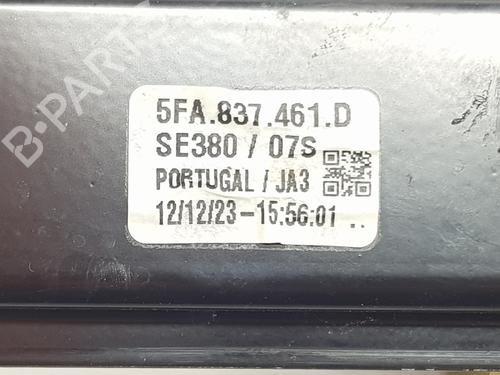 B-PARTS
5FA.837.461.D
SE380 / 07S
PORTUGAL / JA3
12/12/23-15:56:01 ..